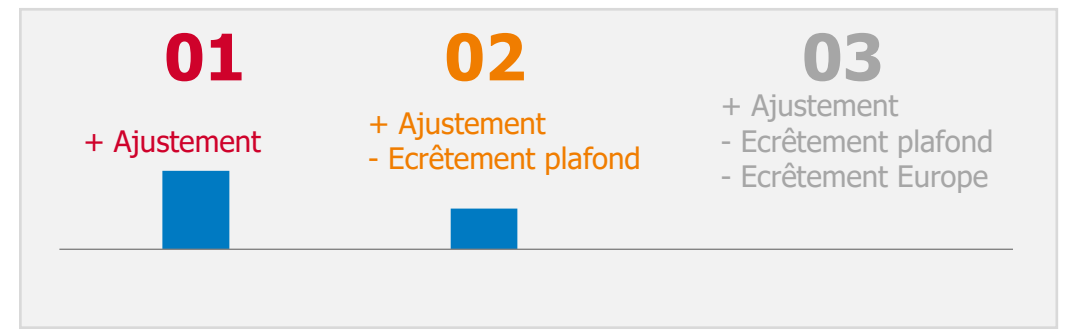 01
+ Ajustement
02
+ Ajustement
- Ecrêtement plafond
03
+ Ajustement
- Ecrêtement plafond
- Ecrêtement Europe